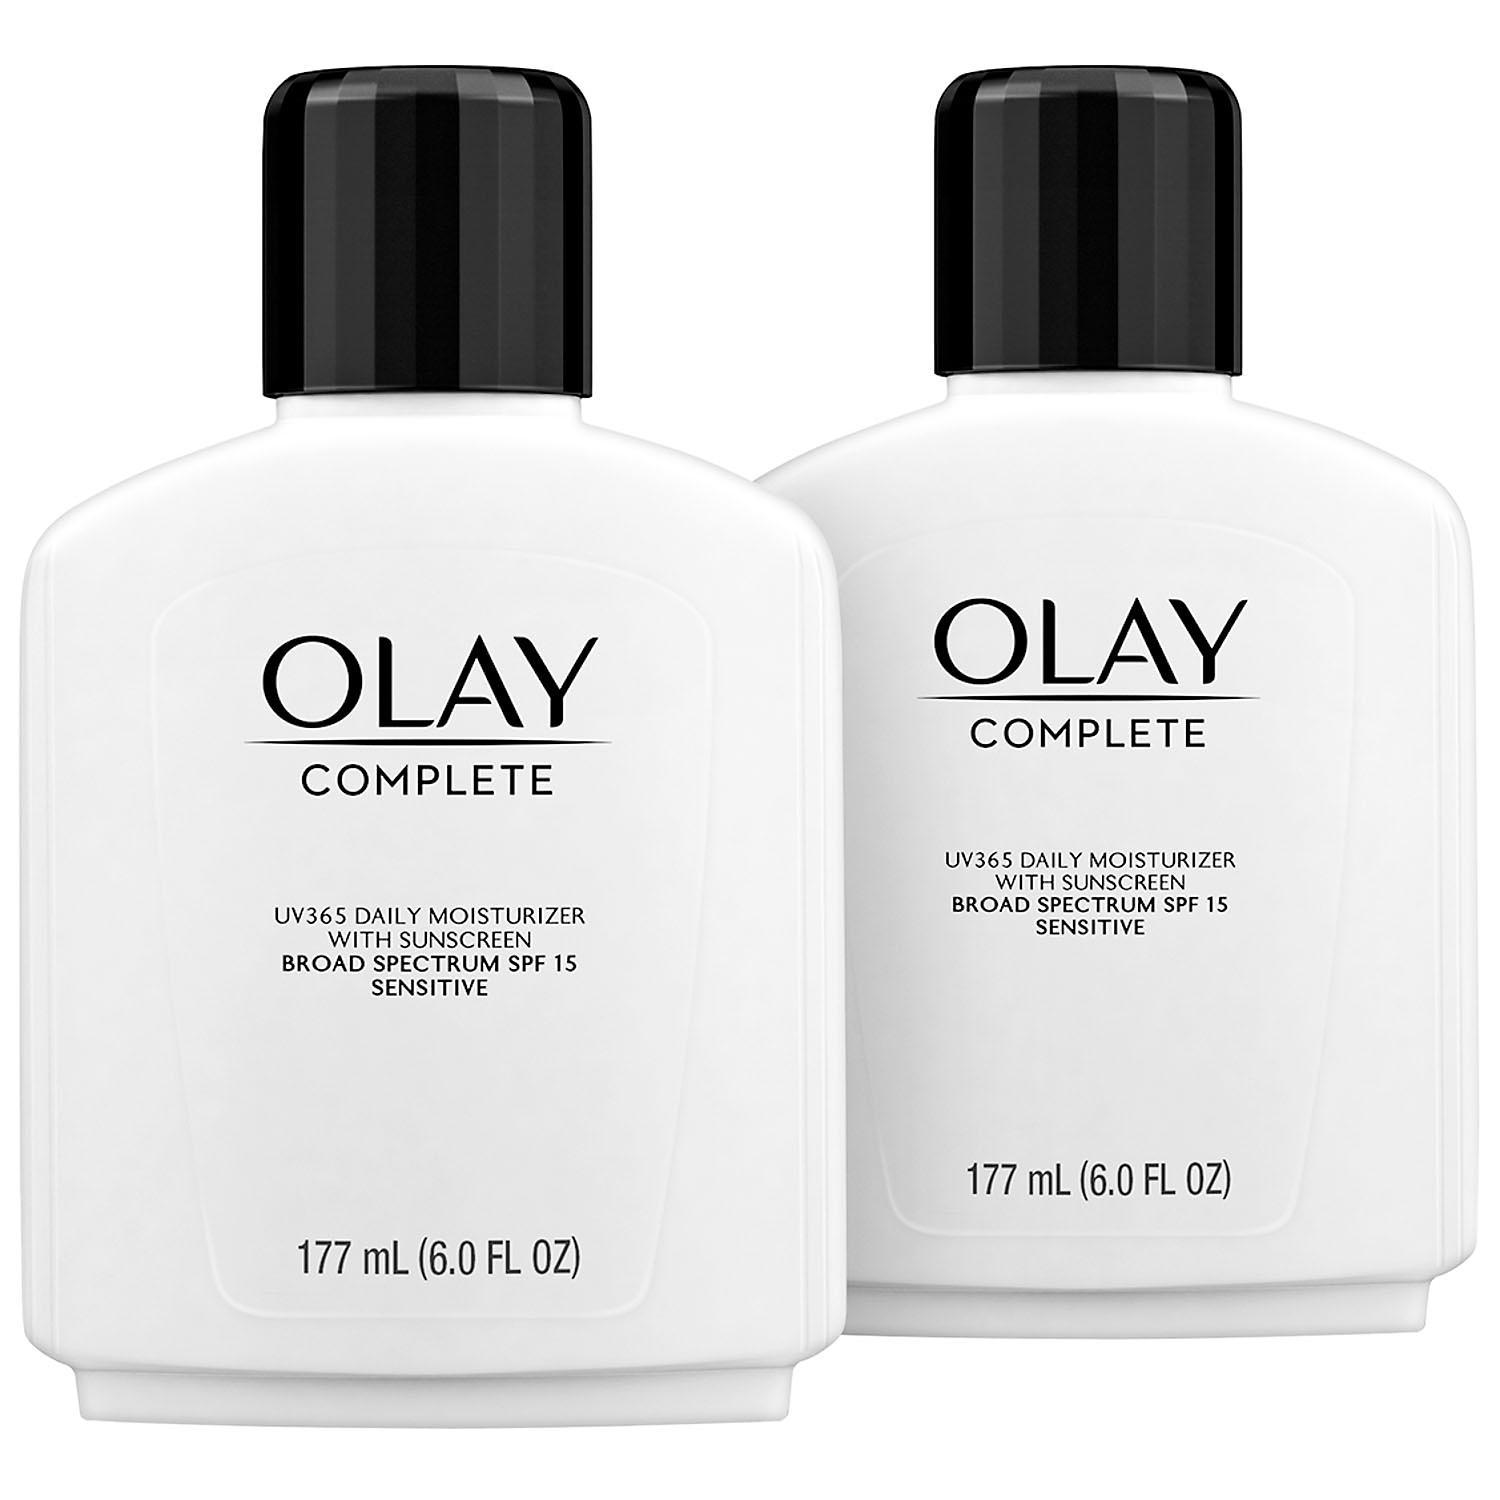 OLAY
COMPLETE
UV365 DAILY MOISTURIZER
WITH SUNSCREEN
BROAD SPECTRUM SPF 15
SENSITIVE
177 mL (6.0 FL OZ)
OLAY
COMPLETE
UV365 DAILY MOISTURIZER
WITH SUNSCREEN
BROAD SPECTRUM SPF 15
SENSITIVE
177 mL (6.0 FL OZ)